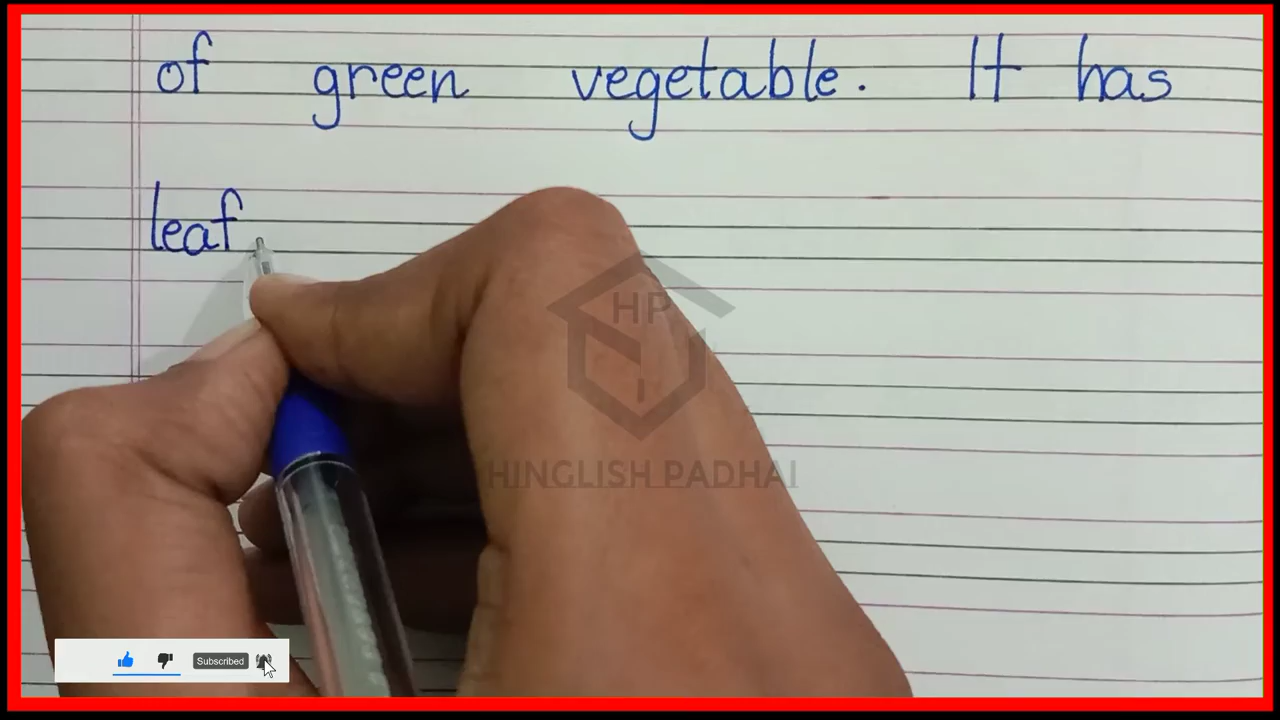 of green vegetable. It has
leaf
HP
HINGLISH PADHAI
Subscribed